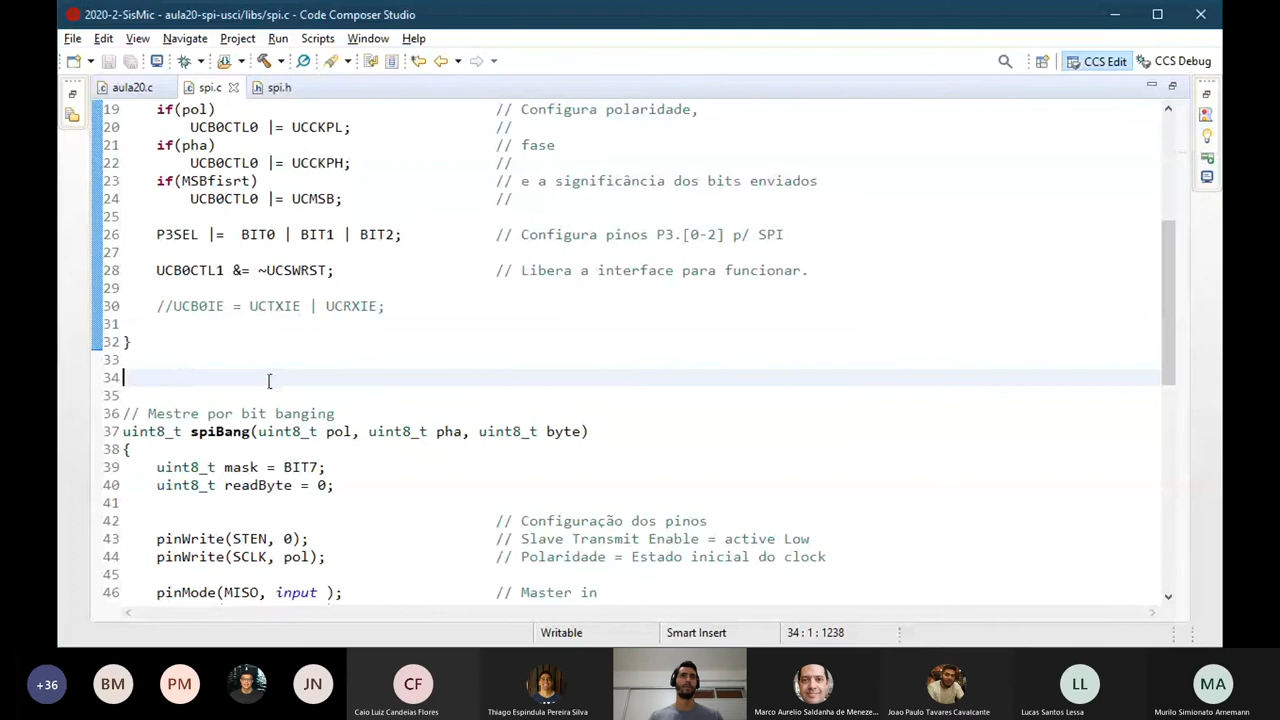 2020-2-SisMic - aula20-spi-usci/libs/spi.c - Code Composer Studio
File Edit View Navigate Project Run Scripts Window Help
CCS Edit CCS Debug
aula20.c spi.c spi.h
19 if(pol) // Configura polaridade,
20 UCB0CTL0 |= UCCKPL; //
21 if(pha) // fase
22 UCB0CTL0 |= UCCKPH; //
23 if(MSBfisrt) // e a significância dos bits enviados
24 UCB0CTL0 |= UCMSB; //
25
26 P3SEL |= BIT0 | BIT1 | BIT2; // Configura pinos P3.[0-2] p/ SPI
27
28 UCB0CTL1 &= ~UCSWRST; // Libera a interface para funcionar.
29
30 //UCB0IE = UCTXIE | UCRXIE;
31
32 }
33
34
35
36 // Mestre por bit banging
37 uint8_t spiBang(uint8_t pol, uint8_t pha, uint8_t byte)
38 {
39 uint8_t mask = BIT7;
40 uint8_t readByte = 0;
41
42 // Configuração dos pinos
43 pinWrite(STEN, 0); // Slave Transmit Enable = active Low
44 pinWrite(SCLK, pol); // Polaridade = Estado inicial do clock
45
46 pinMode(MISO, input ); // Master in
Writable Smart Insert 34 : 1 : 1238
+36 BM PM JN CF LL MA
Caio Luiz Candeias Flores Thiago Espindula Pereira Silva Marco Aurelio Saldanha de Meneze... Joao Paulo Tavares Cavalcante Lucas Santos Lessa Murilo Simionato Arnemann